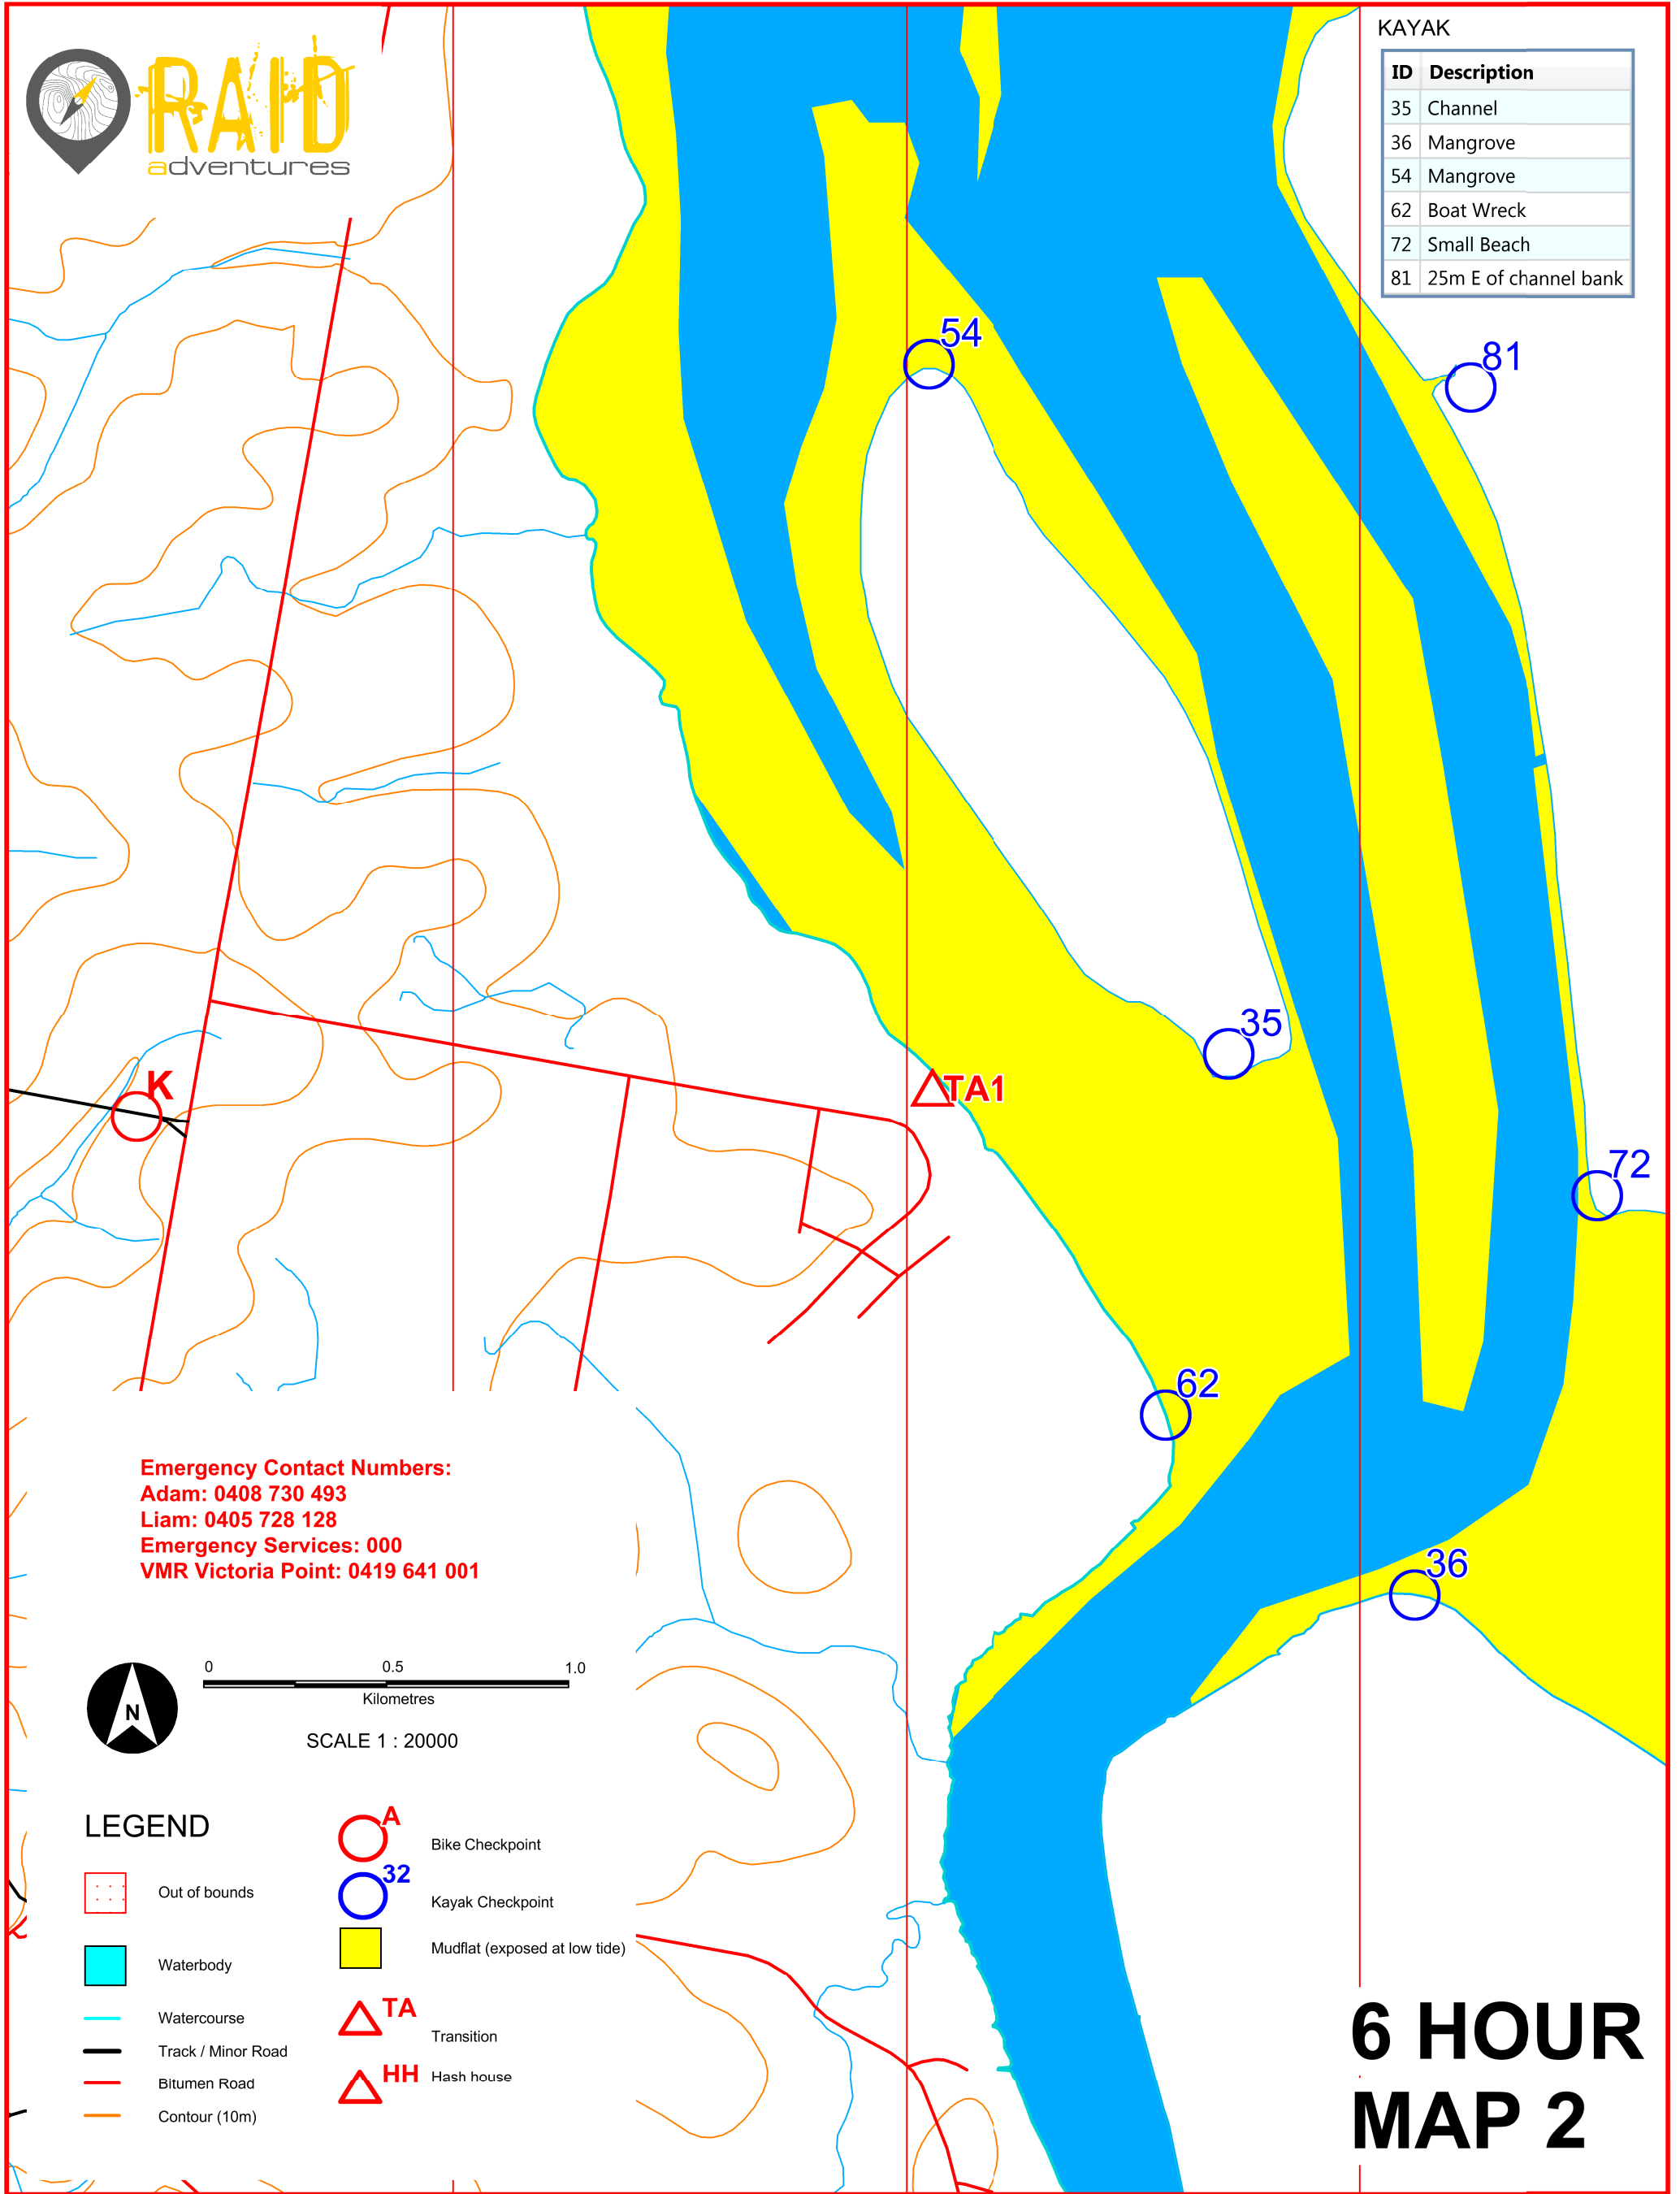 RAID
adventures
KAYAK
ID Description
35 Channel
36 Mangrove
54 Mangrove
62 Boat Wreck
72 Small Beach
81 25m E of channel bank
54
81
35
K
TA1
72
62
36
Emergency Contact Numbers:
Adam: 0408 730 493
Liam: 0405 728 128
Emergency Services: 000
VMR Victoria Point: 0419 641 001
N
0 0.5 1.0
Kilometres
SCALE 1 : 20000
LEGEND
Out of bounds
Waterbody
Watercourse
Track / Minor Road
Bitumen Road
Contour (10m)
A
Bike Checkpoint
32
Kayak Checkpoint
Mudflat (exposed at low tide)
TA
Transition
HH
Hash house
6 HOUR
MAP 2